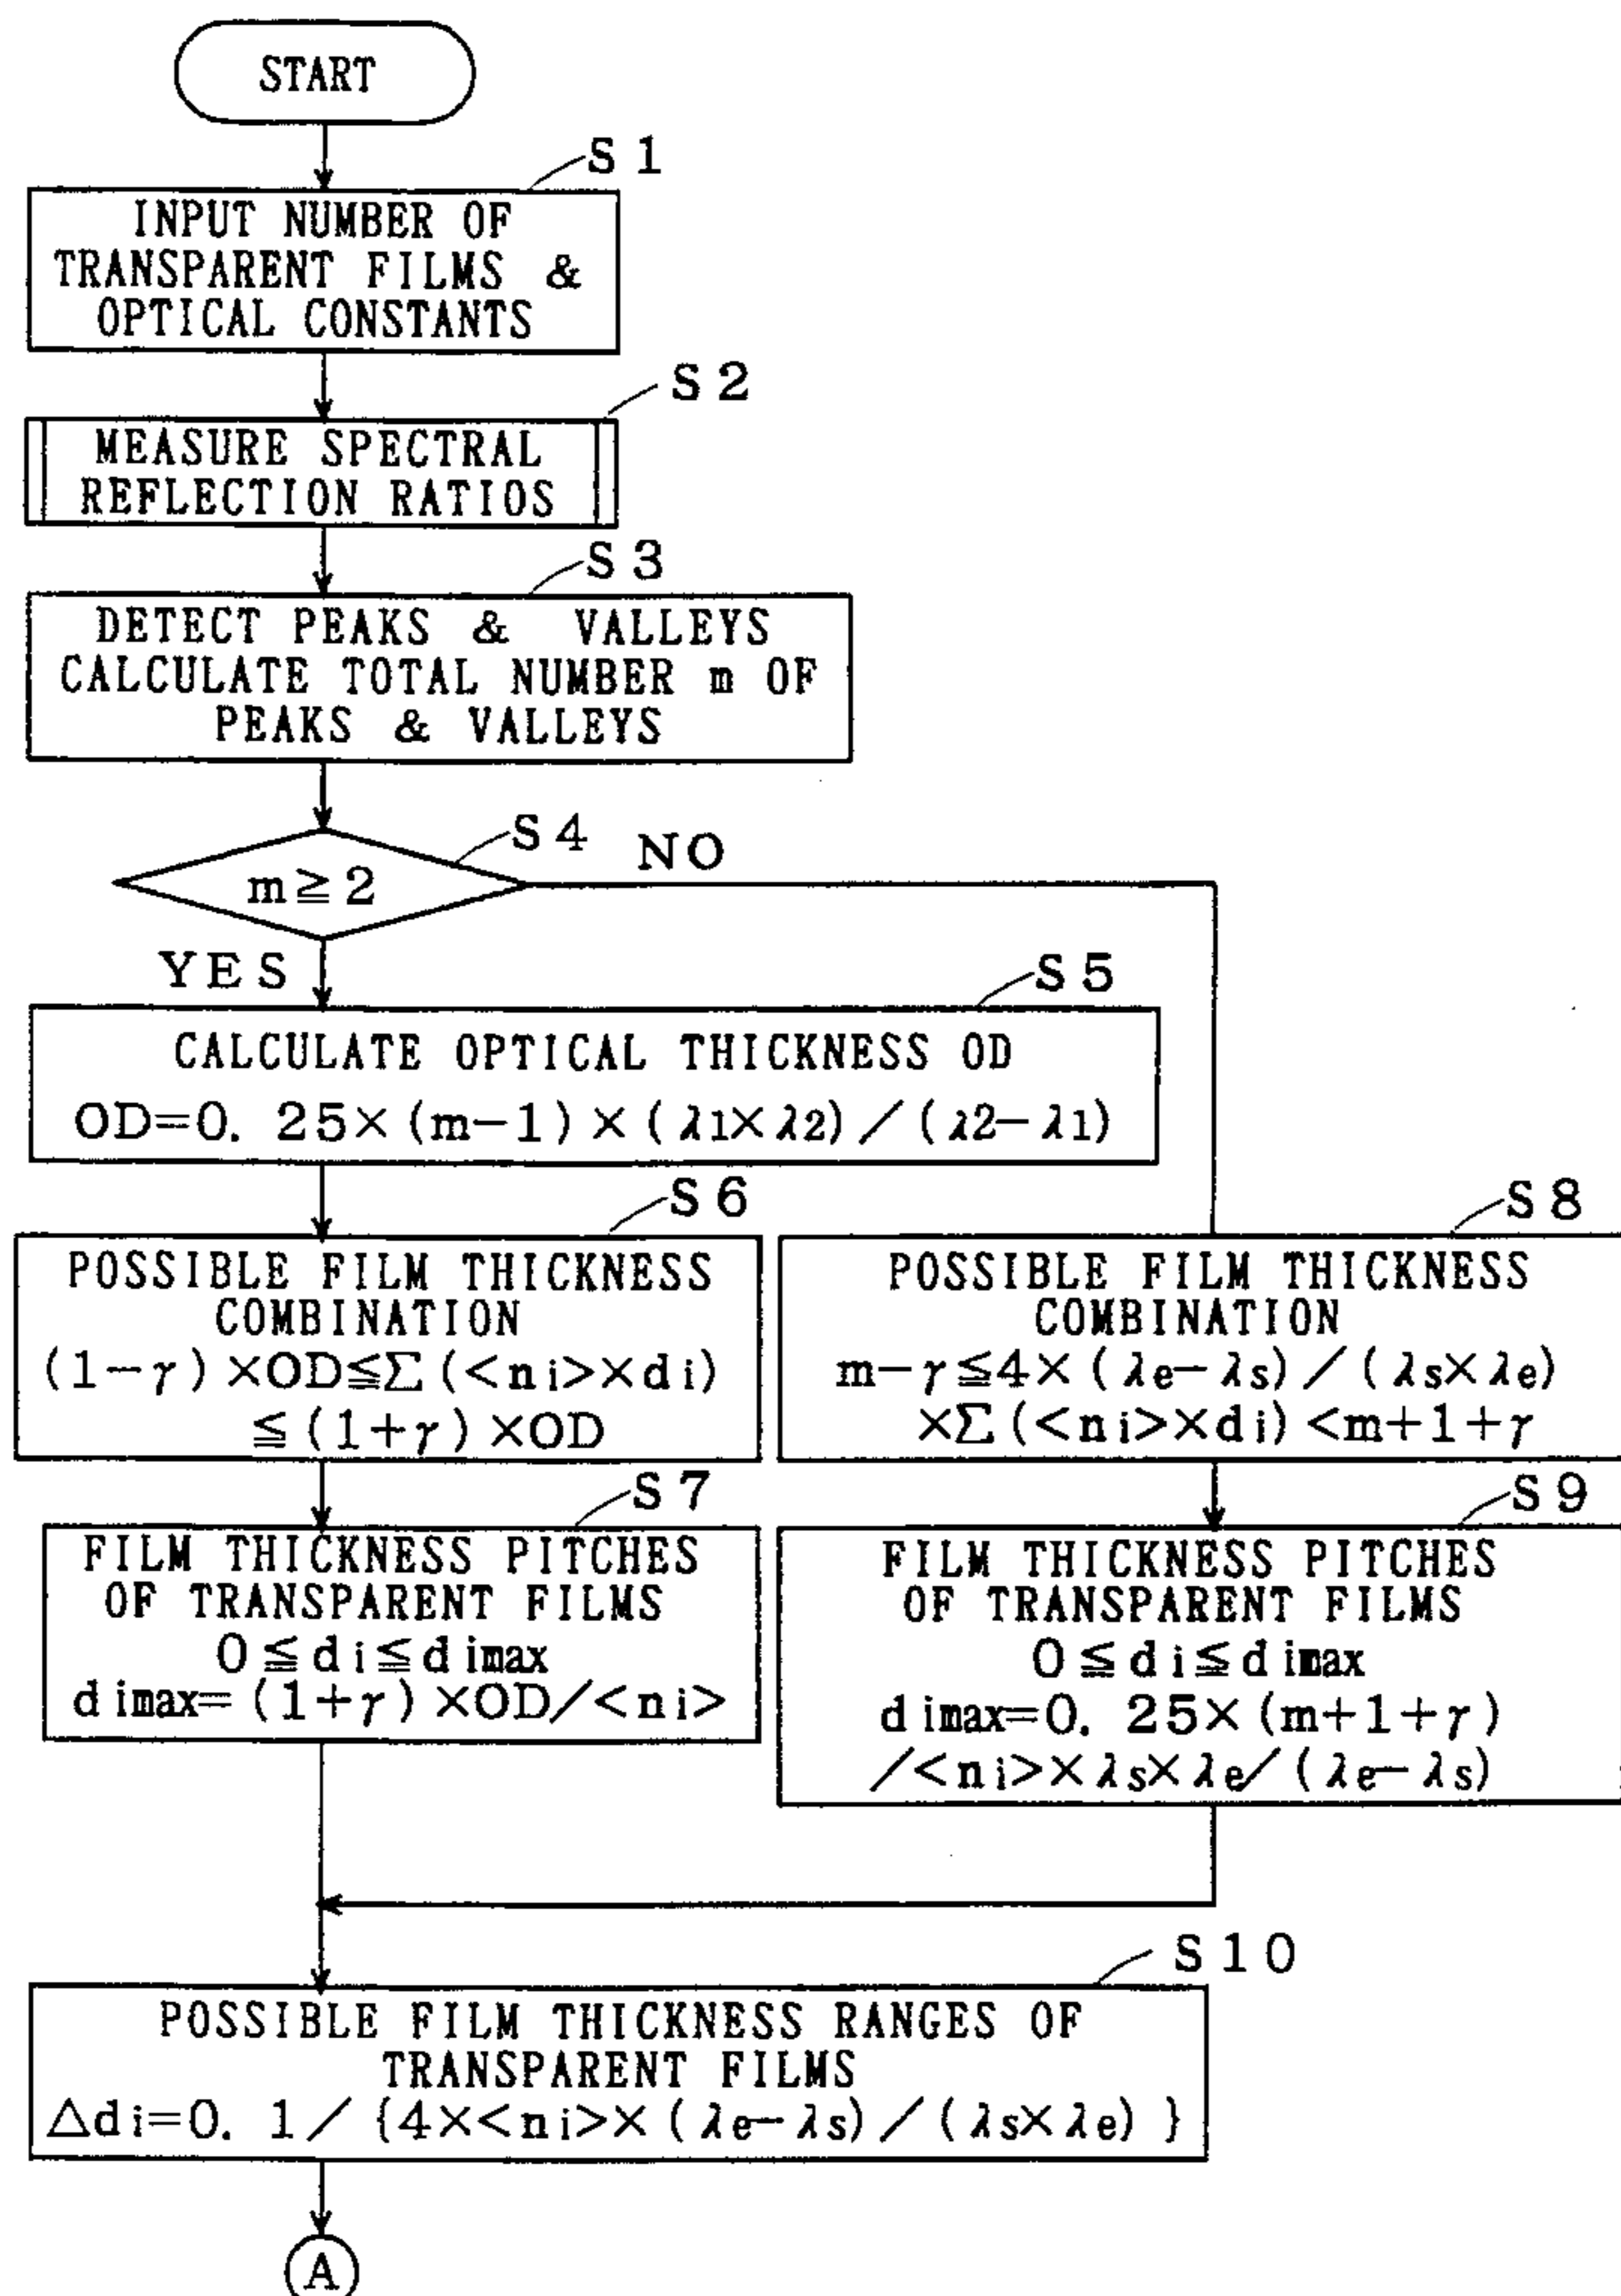 START
S1
INPUT NUMBER OF
TRANSPARENT FILMS &
OPTICAL CONSTANTS
S2
MEASURE SPECTRAL
REFLECTION RATIOS
S3
DETECT PEAKS & VALLEYS
CALCULATE TOTAL NUMBER m OF
PEAKS & VALLEYS
S4
NO
m≧2
YES
S5
CALCULATE OPTICAL THICKNESS OD
OD=0. 25×(m−1)×(λ1×λ2)/(λ2−λ1)
S6
POSSIBLE FILM THICKNESS
COMBINATION
(1−γ)×OD≦Σ(<ni>×di)
≦(1+γ)×OD
S8
POSSIBLE FILM THICKNESS
COMBINATION
m−γ≦4×(λe−λs)/(λs×λe)
×Σ(<ni>×di)<m+1+γ
S7
FILM THICKNESS PITCHES
OF TRANSPARENT FILMS
0≦di≦dimax
dimax=(1+γ)×OD/<ni>
S9
FILM THICKNESS PITCHES
OF TRANSPARENT FILMS
0≦di≦dimax
dimax=0. 25×(m+1+γ)
/<ni>×λs×λe/(λe−λs)
S10
POSSIBLE FILM THICKNESS RANGES OF
TRANSPARENT FILMS
△di=0. 1/{4×<ni>×(λe−λs)/(λs×λe)}
A